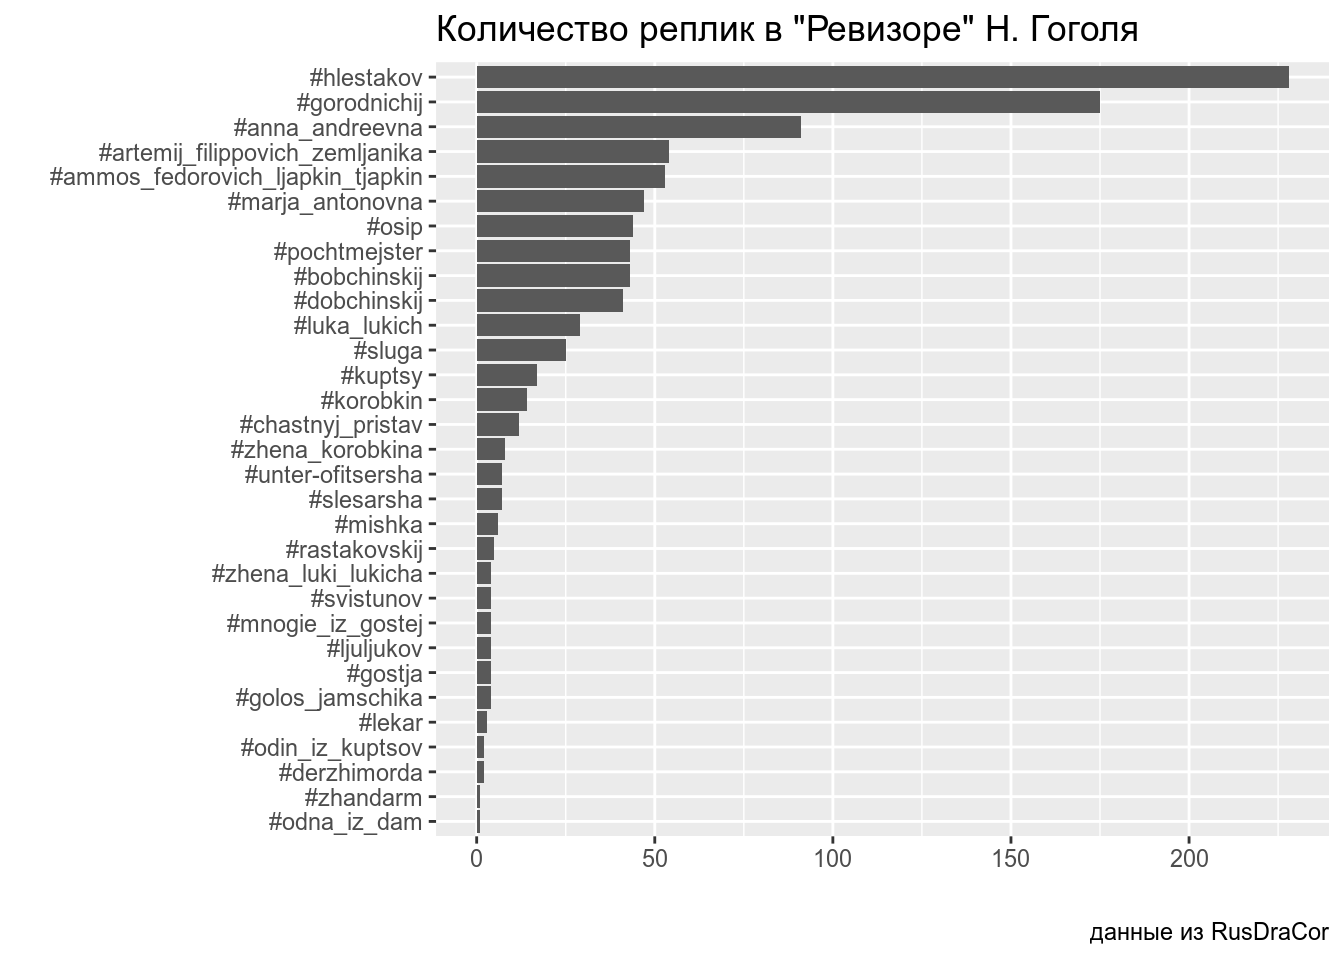 Количество реплик в "Ревизоре" Н. Гоголя
#hlestakov
#gorodnichij
#anna_andreevna
#artemij_filippovich_zemljanika
#ammos_fedorovich_ljapkin_tjapkin
#marja_antonovna
#osip
#pochtmejster
#bobchinskij
#dobchinskij
#luka_lukich
#sluga
#kuptsy
#korobkin
#chastnyj_pristav
#zhena_korobkina
#unter-ofitsersha
#slesarsha
#mishka
#rastakovskij
#zhena_luki_lukicha
#svistunov
#mnogie_iz_gostej
#ljuljukov
#gostja
#golos_jamschika
#lekar
#odin_iz_kuptsov
#derzhimorda
#zhandarm
#odna_iz_dam
0 50 100 150 200
данные из RusDraCor